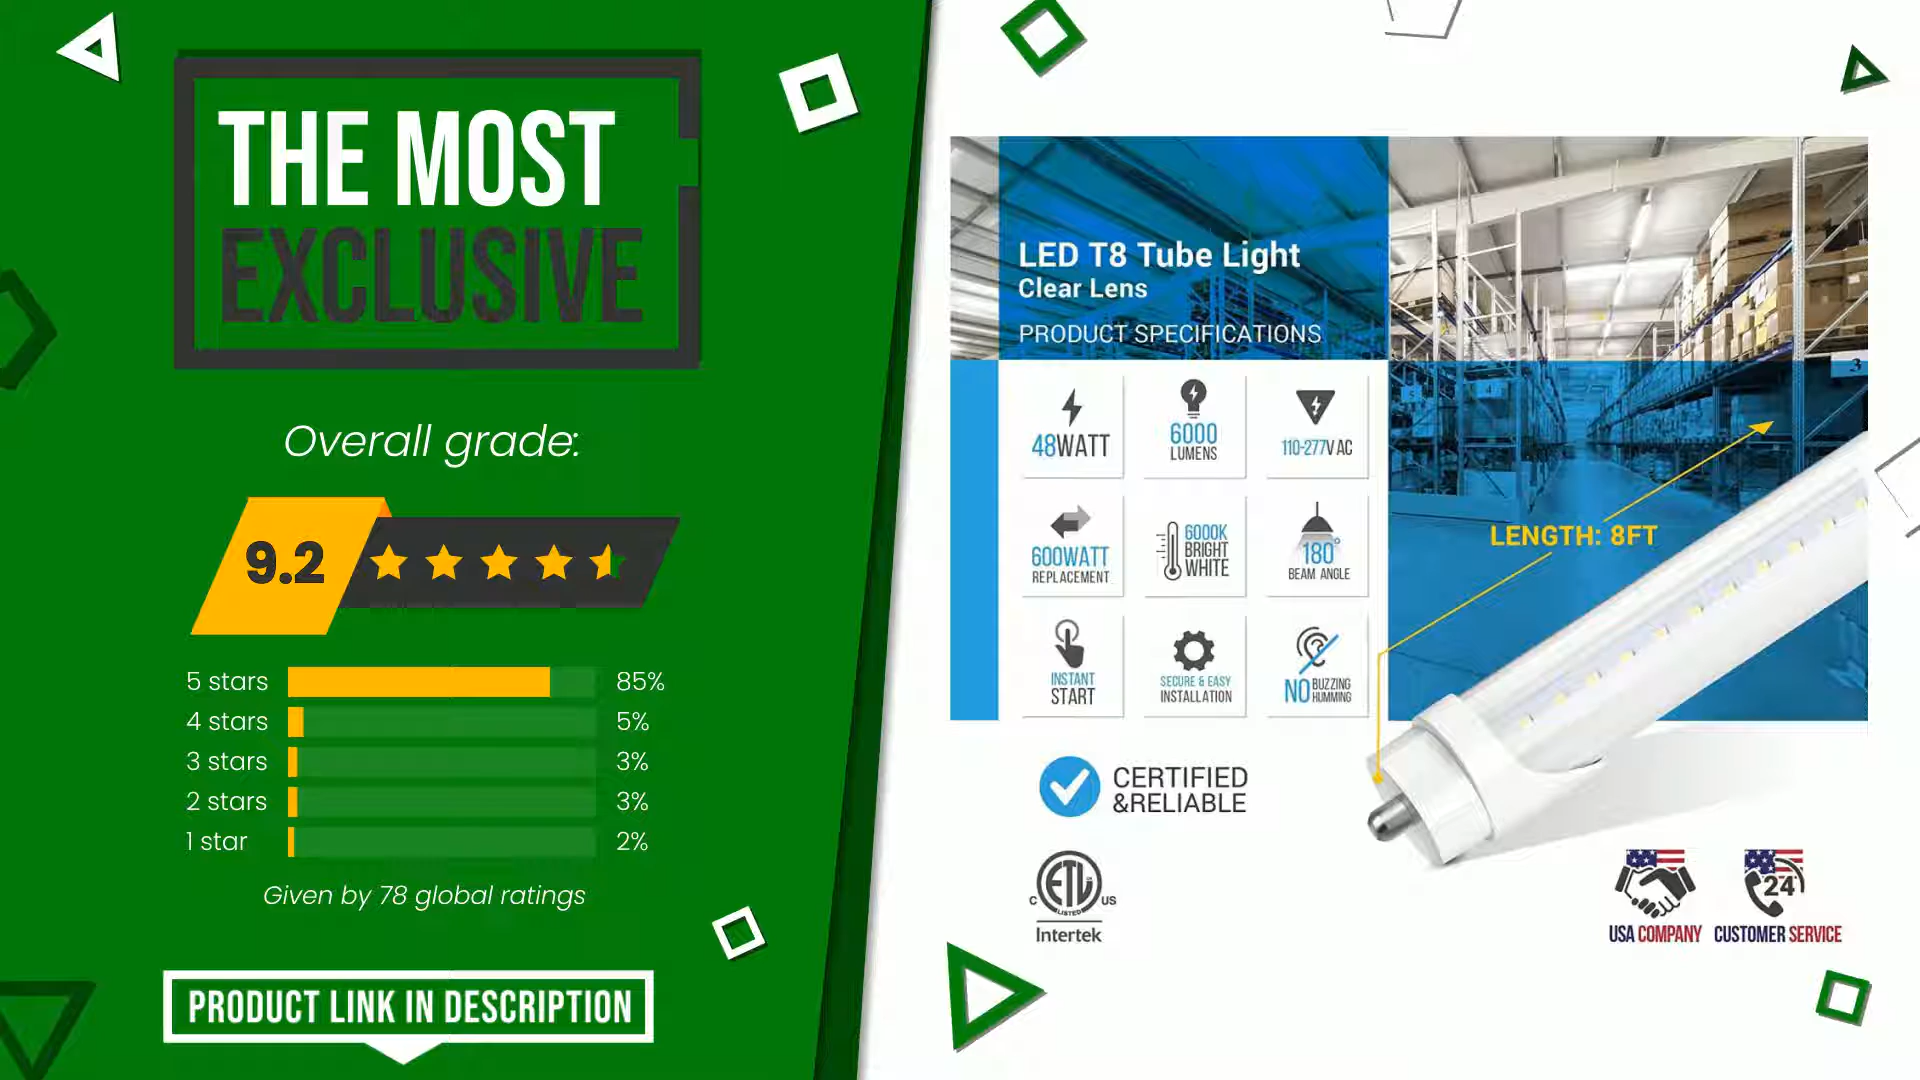 THE MOST
EXCLUSIVE
Overall grade:
9.2
5 stars 85%
4 stars 5%
3 stars 3%
2 stars 3%
1 star 2%
Given by 78 global ratings
PRODUCT LINK IN DESCRIPTION
LED T8 Tube Light
Clear Lens
PRODUCT SPECIFICATIONS
48WATT
6000
LUMENS
110-277V AC
600WATT
REPLACEMENT
6000K
BRIGHT
WHITE
180°
BEAM ANGLE
INSTANT
START
SECURE & EASY
INSTALLATION
NO BUZZING
HUMMING
LENGTH: 8FT
3
4
CERTIFIED
&RELIABLE
ETL
LISTED
C US
Intertek
24
USA COMPANY
CUSTOMER SERVICE